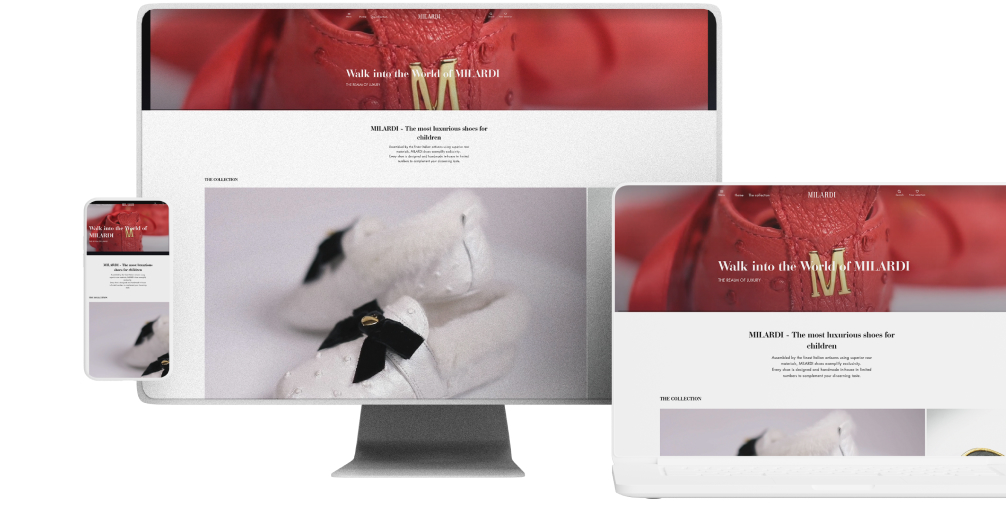 MILARDI
Walk into the World of MILARDI
THE REALM OF LUXURY
MILARDI - The most luxurious shoes for
children
Assembled by the finest Italian artisans using superior raw
materials, MILARDI shoes exemplify exclusivity.
Every shoe is designed and handmade in-house to limited
numbers to complement your discerning taste.
THE COLLECTION
MILARDI
Walk into the World of
MILARDI
MILARDI - The most luxurious
shoes for children
Home The collection
MILARDI
Walk into the World of MILARDI
THE REALM OF LUXURY
MILARDI - The most luxurious shoes for
children
Assembled by the finest Italian artisans using superior raw
materials, MILARDI shoes exemplify exclusivity.
Every shoe is designed and handmade in-house to limited
numbers to complement your discerning taste.
THE COLLECTION